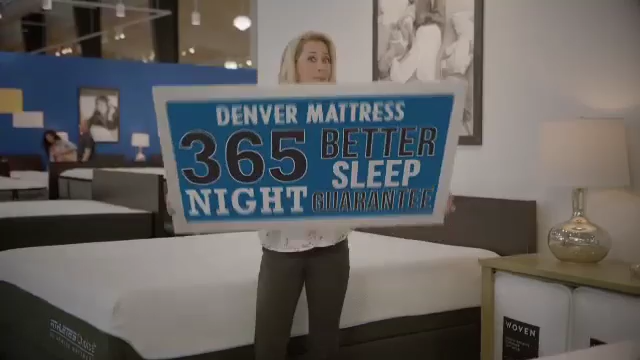 DENVER MATTRESS
365 NIGHT
BETTER
SLEEP
GUARANTEE
WOVEN